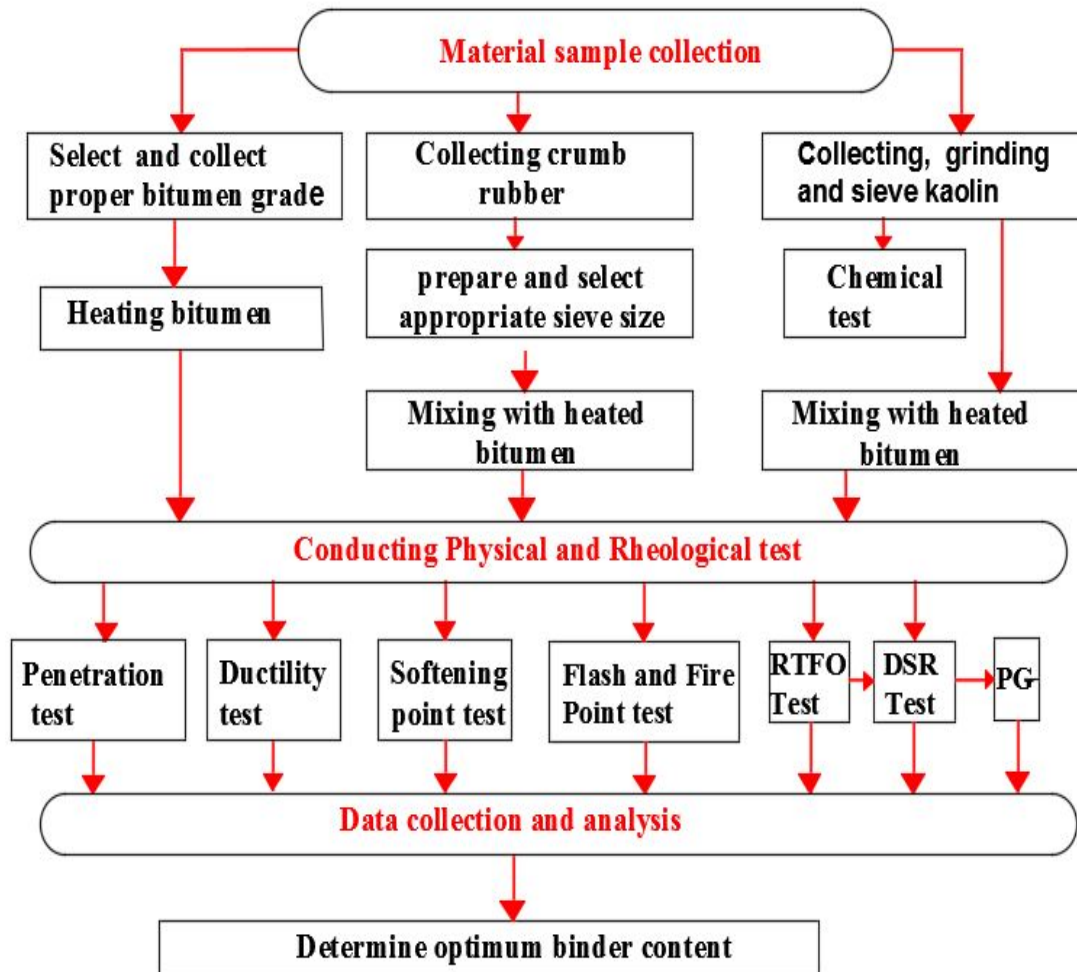 Material sample collection
Select and collect
proper bitumen grade
Collecting crumb
rubber
Collecting, grinding
and sieve kaolin
Heating bitumen
prepare and select
appropriate sieve size
Chemical
test
Mixing with heated
bitumen
Mixing with heated
bitumen
Conducting Physical and Rheological test
Penetration
test
Ductility
test
Softening
point test
Flash and Fire
Point test
RTFO
Test
DSR
Test
PG
Data collection and analysis
Determine optimum binder content